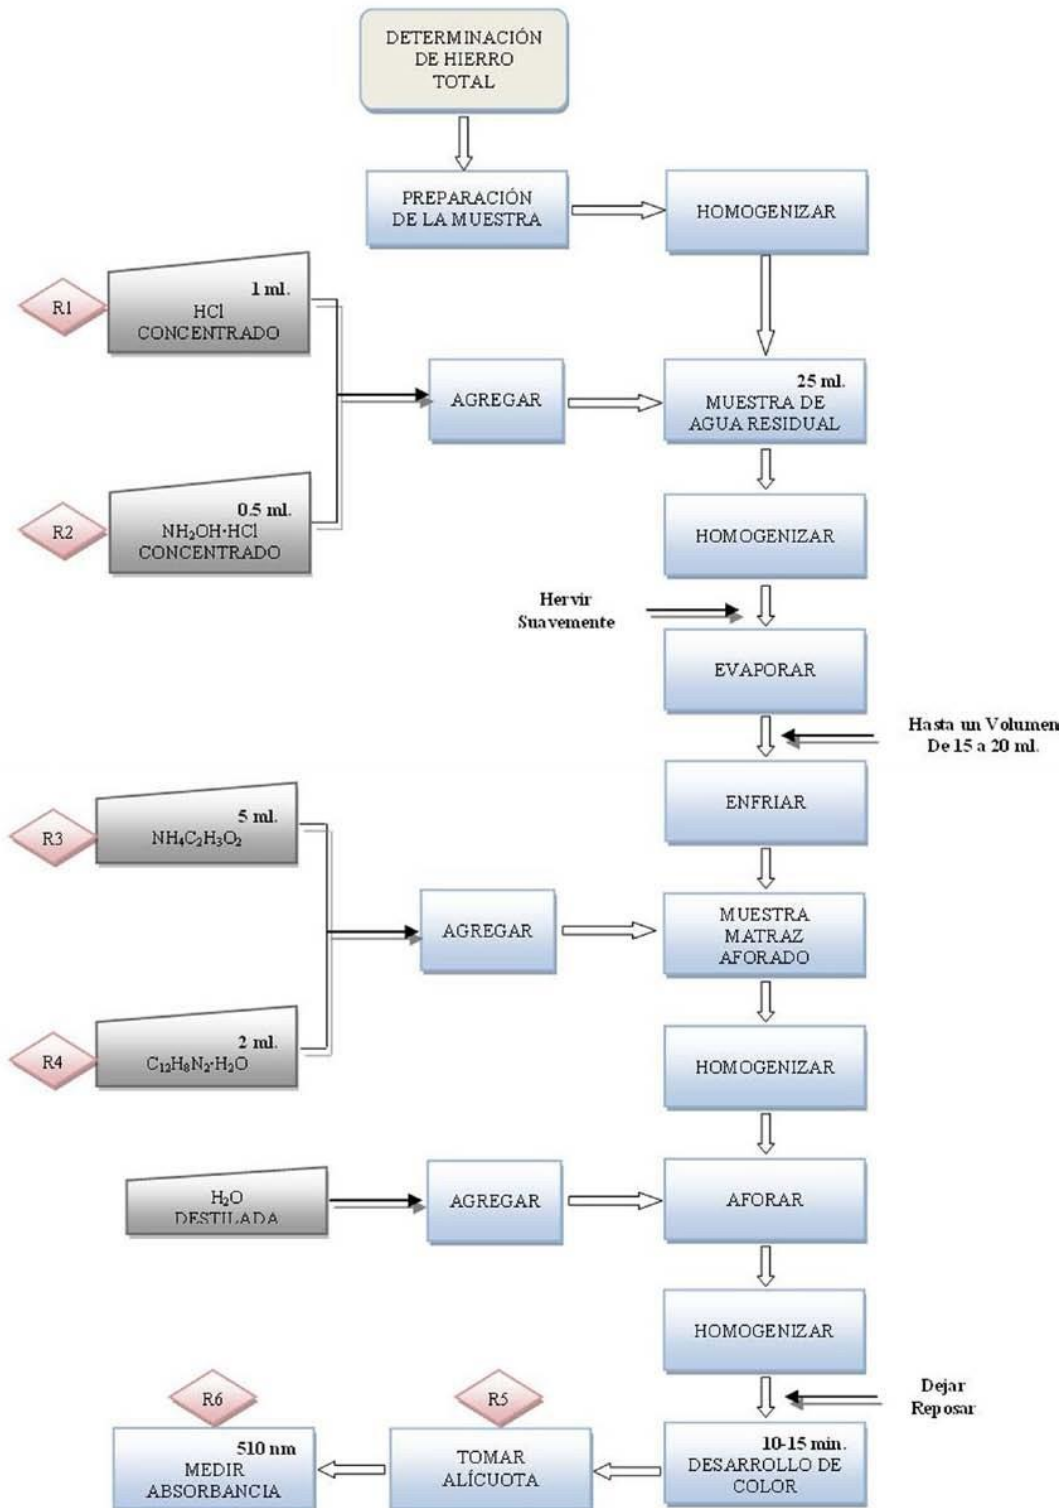 DETERMINACIÓN
DE HIERRO
TOTAL
PREPARACIÓN
DE LA MUESTRA
HOMOGENIZAR
R1
1 ml.
HCl
CONCENTRADO
AGREGAR
25 ml.
MUESTRA DE
AGUA RESIDUAL
R2
0.5 ml.
NH₂OH·HCl
CONCENTRADO
HOMOGENIZAR
Hervir
Suavemente
EVAPORAR
Hasta un Volumen
De 15 a 20 ml.
ENFRIAR
R3
5 ml.
NH₄C₂H₃O₂
AGREGAR
MUESTRA
MATRAZ
AFORADO
R4
2 ml.
C₁₂H₈N₂·H₂O
HOMOGENIZAR
H₂O
DESTILADA
AGREGAR
AFORAR
HOMOGENIZAR
Dejar
Reposar
R6
R5
510 nm
MEDIR
ABSORBANCIA
TOMAR
ALÍCUOTA
10-15 min.
DESARROLLO DE
COLOR